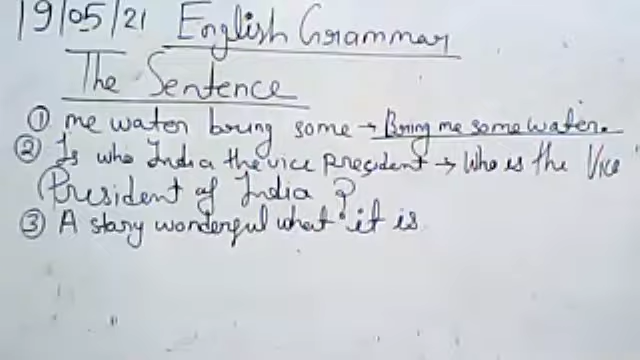 19/05/21 English Grammar
The Sentence
① me water bring some → Bring me some water.
② Is who India the vice president → Who is the Vice
President of India ?
③ A story wonderful what it is